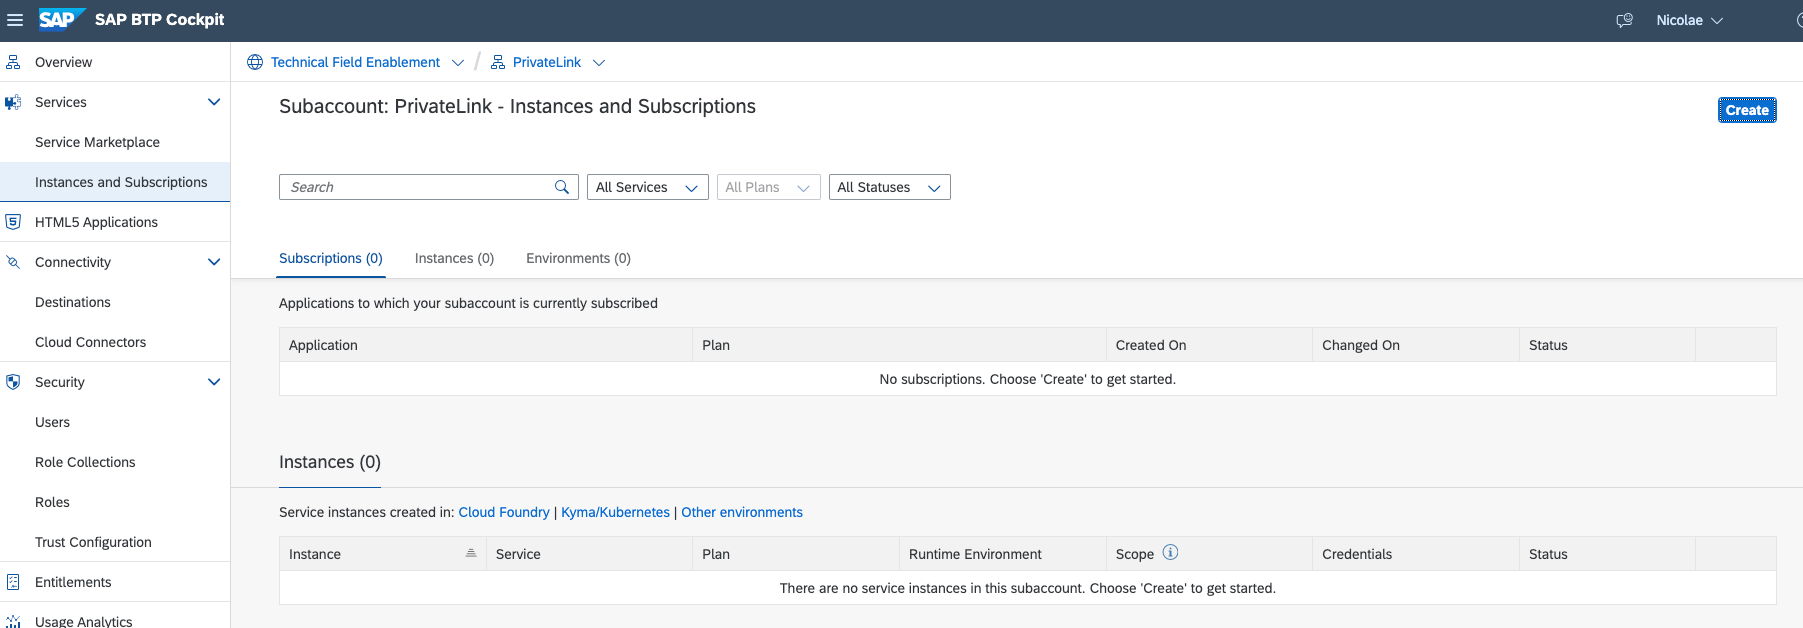 SAP SAP BTP Cockpit
Nicolae
Overview
Services
Service Marketplace
Instances and Subscriptions
HTML5 Applications
Connectivity
Destinations
Cloud Connectors
Security
Users
Role Collections
Roles
Trust Configuration
Entitlements
Usage Analytics
Technical Field Enablement / PrivateLink
Subaccount: PrivateLink - Instances and Subscriptions
Create
Search
All Services
All Plans
All Statuses
Subscriptions (0) Instances (0) Environments (0)
Applications to which your subaccount is currently subscribed
Application Plan Created On Changed On Status
No subscriptions. Choose 'Create' to get started.
Instances (0)
Service instances created in: Cloud Foundry | Kyma/Kubernetes | Other environments
Instance Service Plan Runtime Environment Scope Credentials Status
There are no service instances in this subaccount. Choose 'Create' to get started.